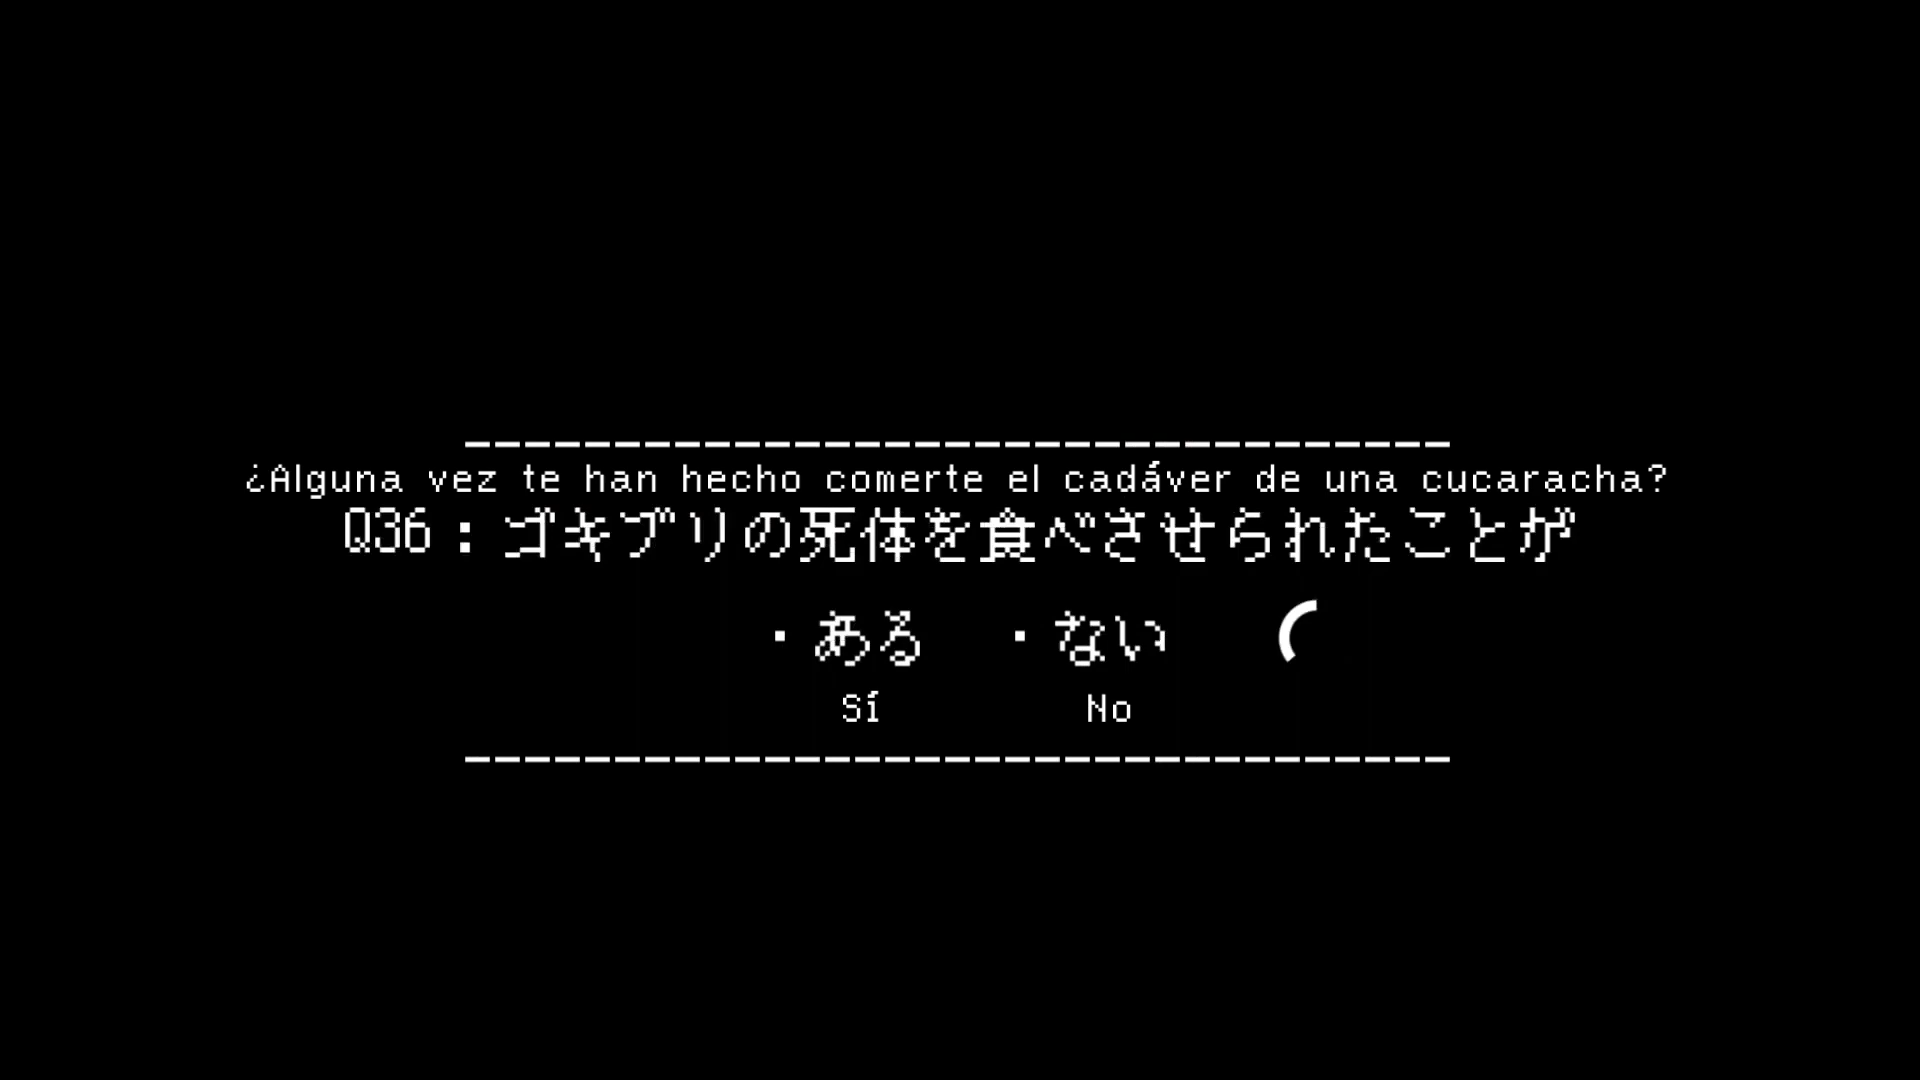 ¿Alguna vez te han hecho comerte el cadáver de una cucaracha?
Q36：ゴキブリの死体を食べさせられたことが
・ある ・ない
Sí No